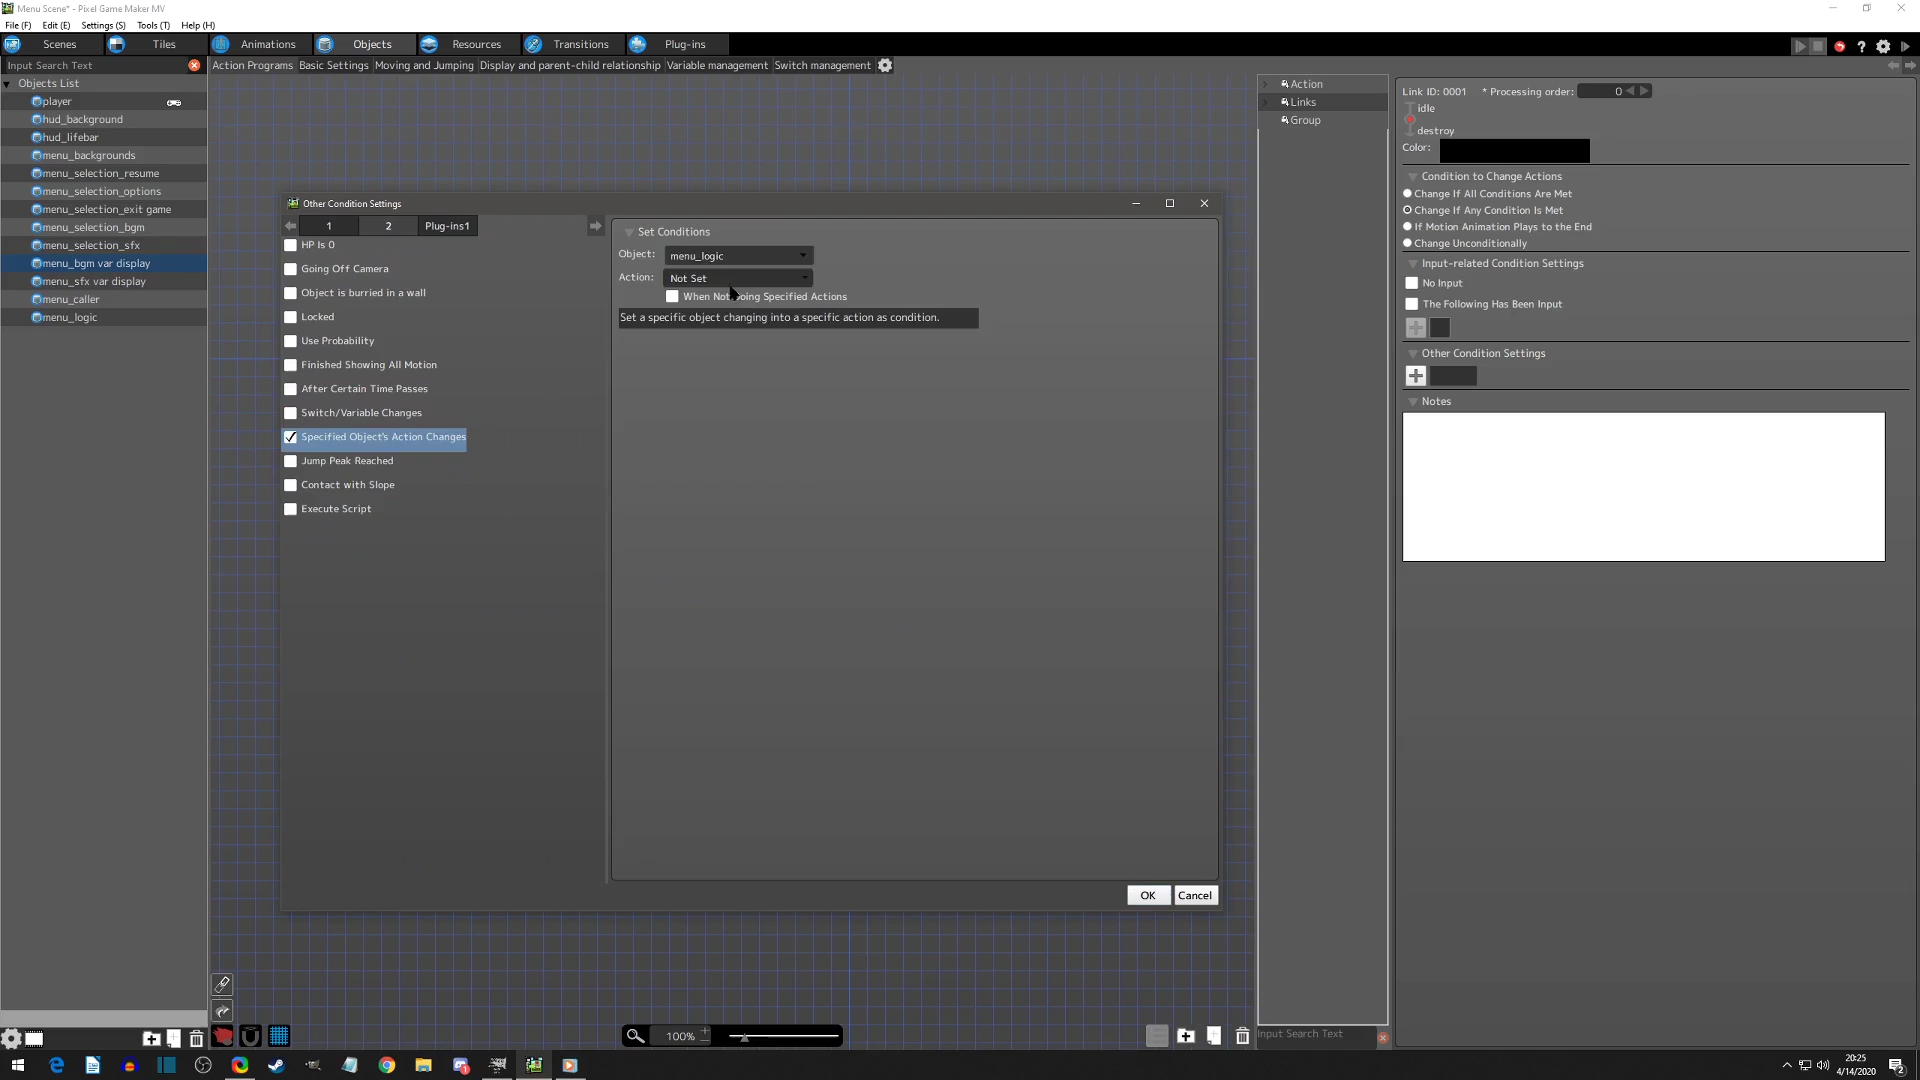 Menu Scene* - Pixel Game Maker MV
File (F) Edit (E) Settings (S) Tools (T) Help (H)
Scenes Tiles Animations Objects Resources Transitions Plug-ins
Input Search Text
Action Programs Basic Settings Moving and Jumping Display and parent-child relationship Variable management Switch management
Objects List
player
hud_background
hud_lifebar
menu_backgrounds
menu_selection_resume
menu_selection_options
menu_selection_exit game
menu_selection_bgm
menu_selection_sfx
menu_bgm var display
menu_sfx var display
menu_caller
menu_logic
Other Condition Settings
1 2 Plug-ins1
HP Is 0
Going Off Camera
Object is burried in a wall
Locked
Use Probability
Finished Showing All Motion
After Certain Time Passes
Switch/Variable Changes
Specified Object's Action Changes
Jump Peak Reached
Contact with Slope
Execute Script
Set Conditions
Object: menu_logic
Action: Not Set
When Not Doing Specified Actions
Set a specific object changing into a specific action as condition.
OK Cancel
100%
Action
Links
Group
Input Search Text
Link ID: 0001 * Processing order: 0
idle
destroy
Color:
Condition to Change Actions
Change If All Conditions Are Met
Change If Any Condition Is Met
If Motion Animation Plays to the End
Change Unconditionally
Input-related Condition Settings
No Input
The Following Has Been Input
Other Condition Settings
Notes
20:25
4/14/2020
2